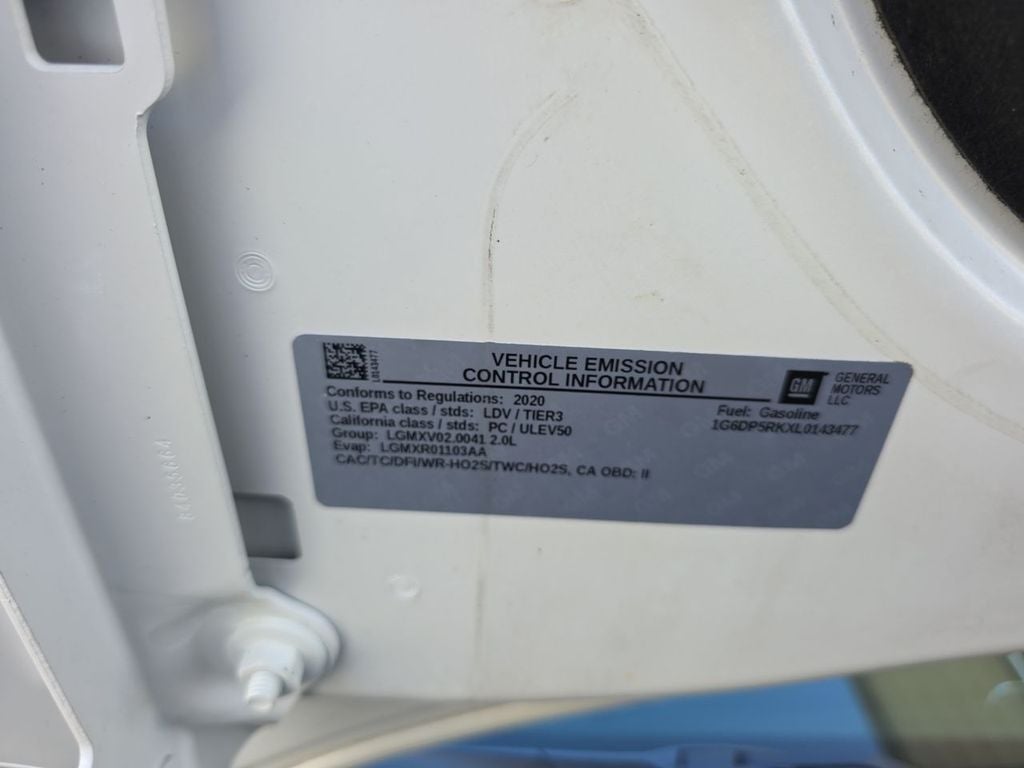 L0143477
VEHICLE EMISSION
CONTROL INFORMATION
GM
GENERAL
MOTORS
LLC
Conforms to Regulations: 2020
U.S. EPA class / stds: LDV / TIER3
California class / stds: PC / ULEV50
Group: LGMXV02.0041 2.0L
Evap: LGMXR01103AA
CAC/TC/DFI/WR-HO2S/TWC/HO2S, CA OBD: II
Fuel: Gasoline
1G6DP5RKXL0143477